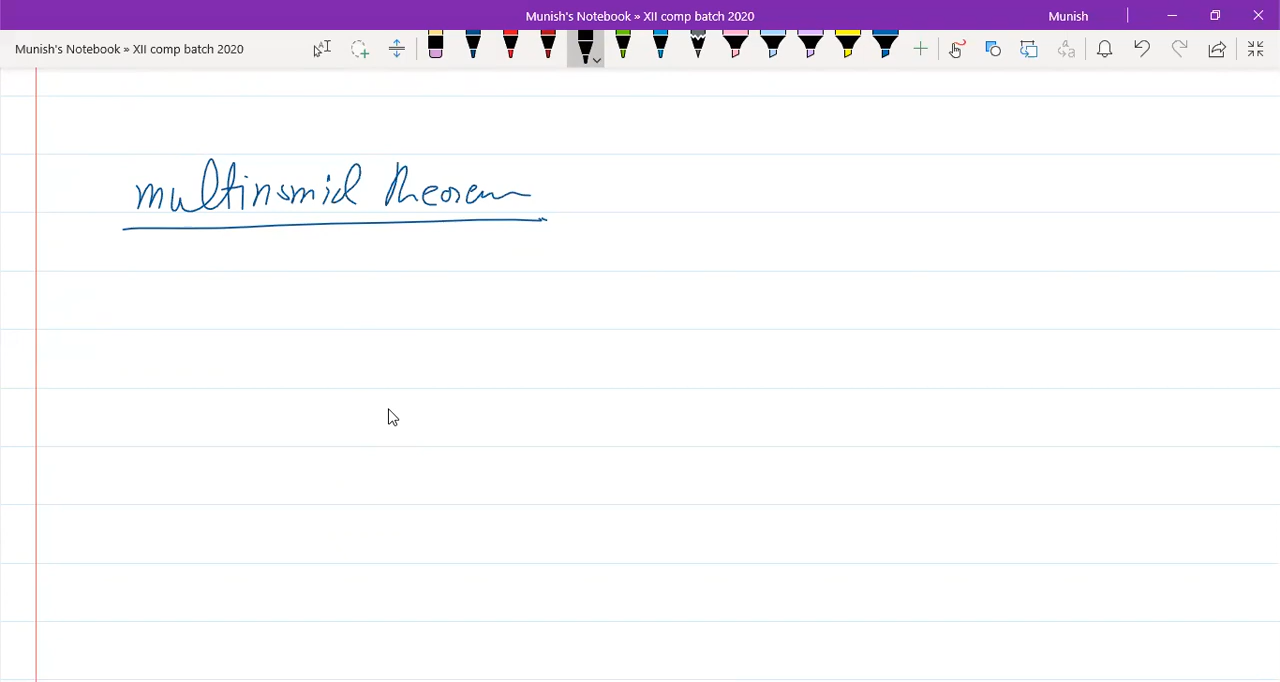 Munish's Notebook » XII comp batch 2020
Munish
Munish's Notebook » XII comp batch 2020
multinomial theorem